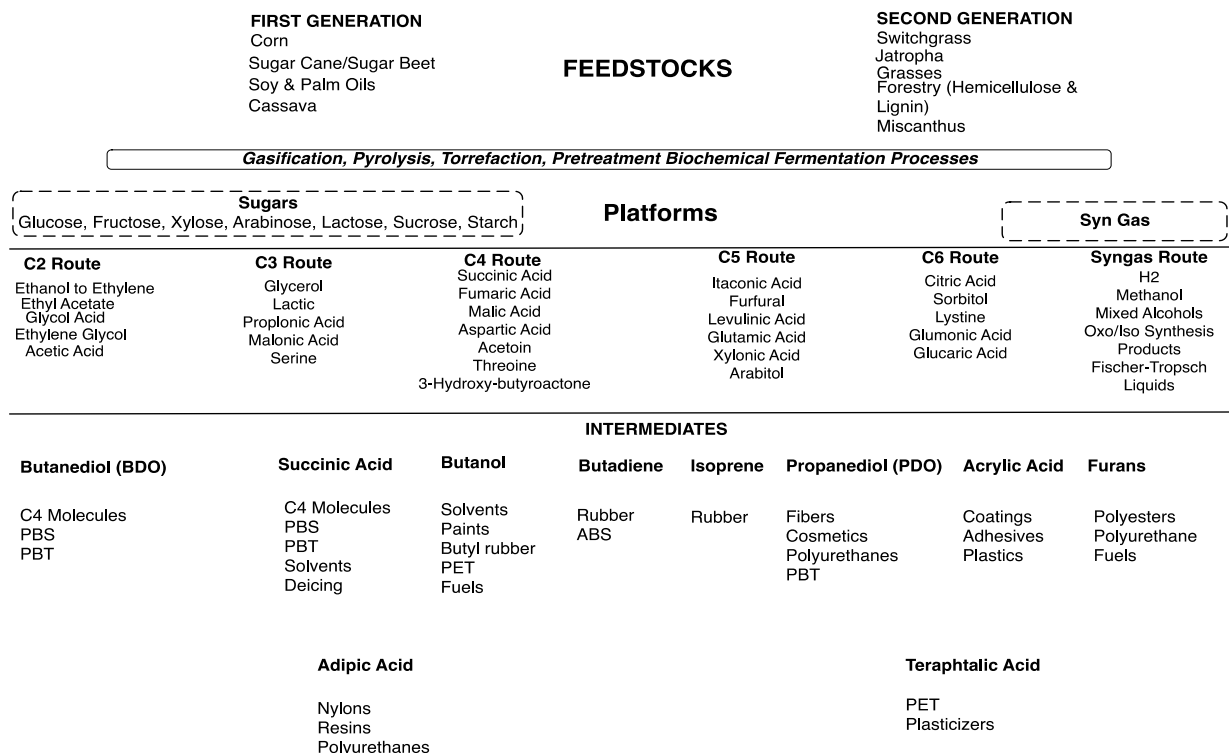 FIRST GENERATION
Corn
Sugar Cane/Sugar Beet
Soy & Palm Oils
Cassava
FEEDSTOCKS
SECOND GENERATION
Switchgrass
Jatropha
Grasses
Forestry (Hemicellulose &
Lignin)
Miscanthus
Gasification, Pyrolysis, Torrefaction, Pretreatment Biochemical Fermentation Processes
Sugars
Glucose, Fructose, Xylose, Arabinose, Lactose, Sucrose, Starch
Platforms
Syn Gas
C2 Route
Ethanol to Ethylene
Ethyl Acetate
Glycol Acid
Ethylene Glycol
Acetic Acid
C3 Route
Glycerol
Lactic
Proplonic Acid
Malonic Acid
Serine
C4 Route
Succinic Acid
Fumaric Acid
Malic Acid
Aspartic Acid
Acetoin
Threoine
3-Hydroxy-butyroactone
C5 Route
Itaconic Acid
Furfural
Levulinic Acid
Glutamic Acid
Xylonic Acid
Arabitol
C6 Route
Citric Acid
Sorbitol
Lystine
Glumonic Acid
Glucaric Acid
Syngas Route
H2
Methanol
Mixed Alcohols
Oxo/Iso Synthesis
Products
Fischer-Tropsch
Liquids
INTERMEDIATES
Butanediol (BDO)
C4 Molecules
PBS
PBT
Succinic Acid
C4 Molecules
PBS
PBT
Solvents
Deicing
Butanol
Solvents
Paints
Butyl rubber
PET
Fuels
Butadiene
Rubber
ABS
Isoprene
Rubber
Propanediol (PDO)
Fibers
Cosmetics
Polyurethanes
PBT
Acrylic Acid
Coatings
Adhesives
Plastics
Furans
Polyesters
Polyurethane
Fuels
Adipic Acid
Nylons
Resins
Polyurethanes
Teraphtalic Acid
PET
Plasticizers